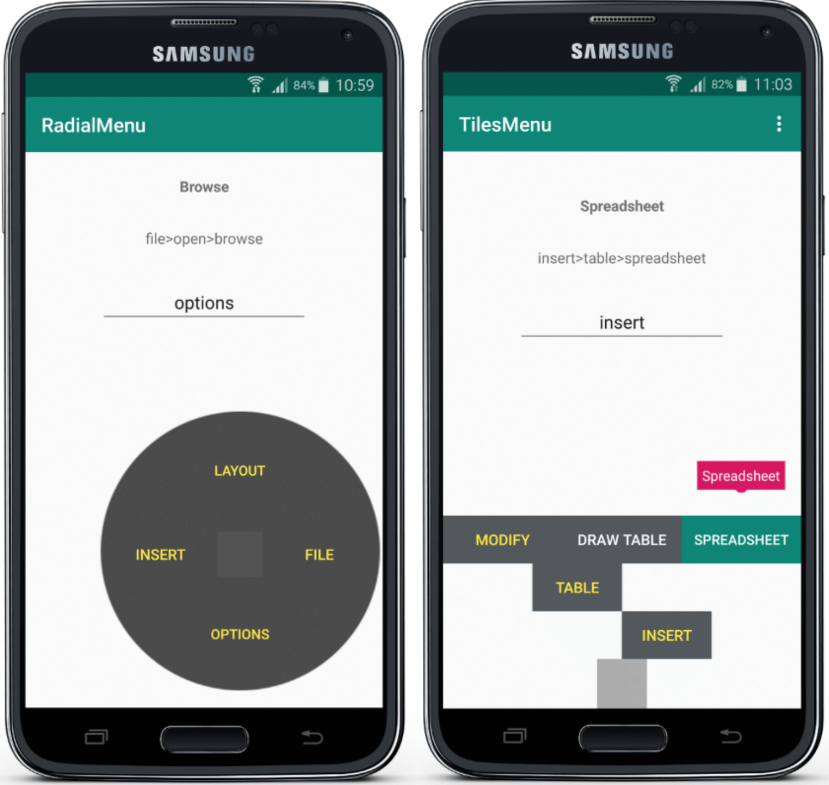 SAMSUNG
84% 10:59
RadialMenu
Browse
file>open>browse
options
LAYOUT
INSERT FILE
OPTIONS
SAMSUNG
82% 11:03
TilesMenu
Spreadsheet
insert>table>spreadsheet
insert
Spreadsheet
MODIFY DRAW TABLE SPREADSHEET
TABLE
INSERT